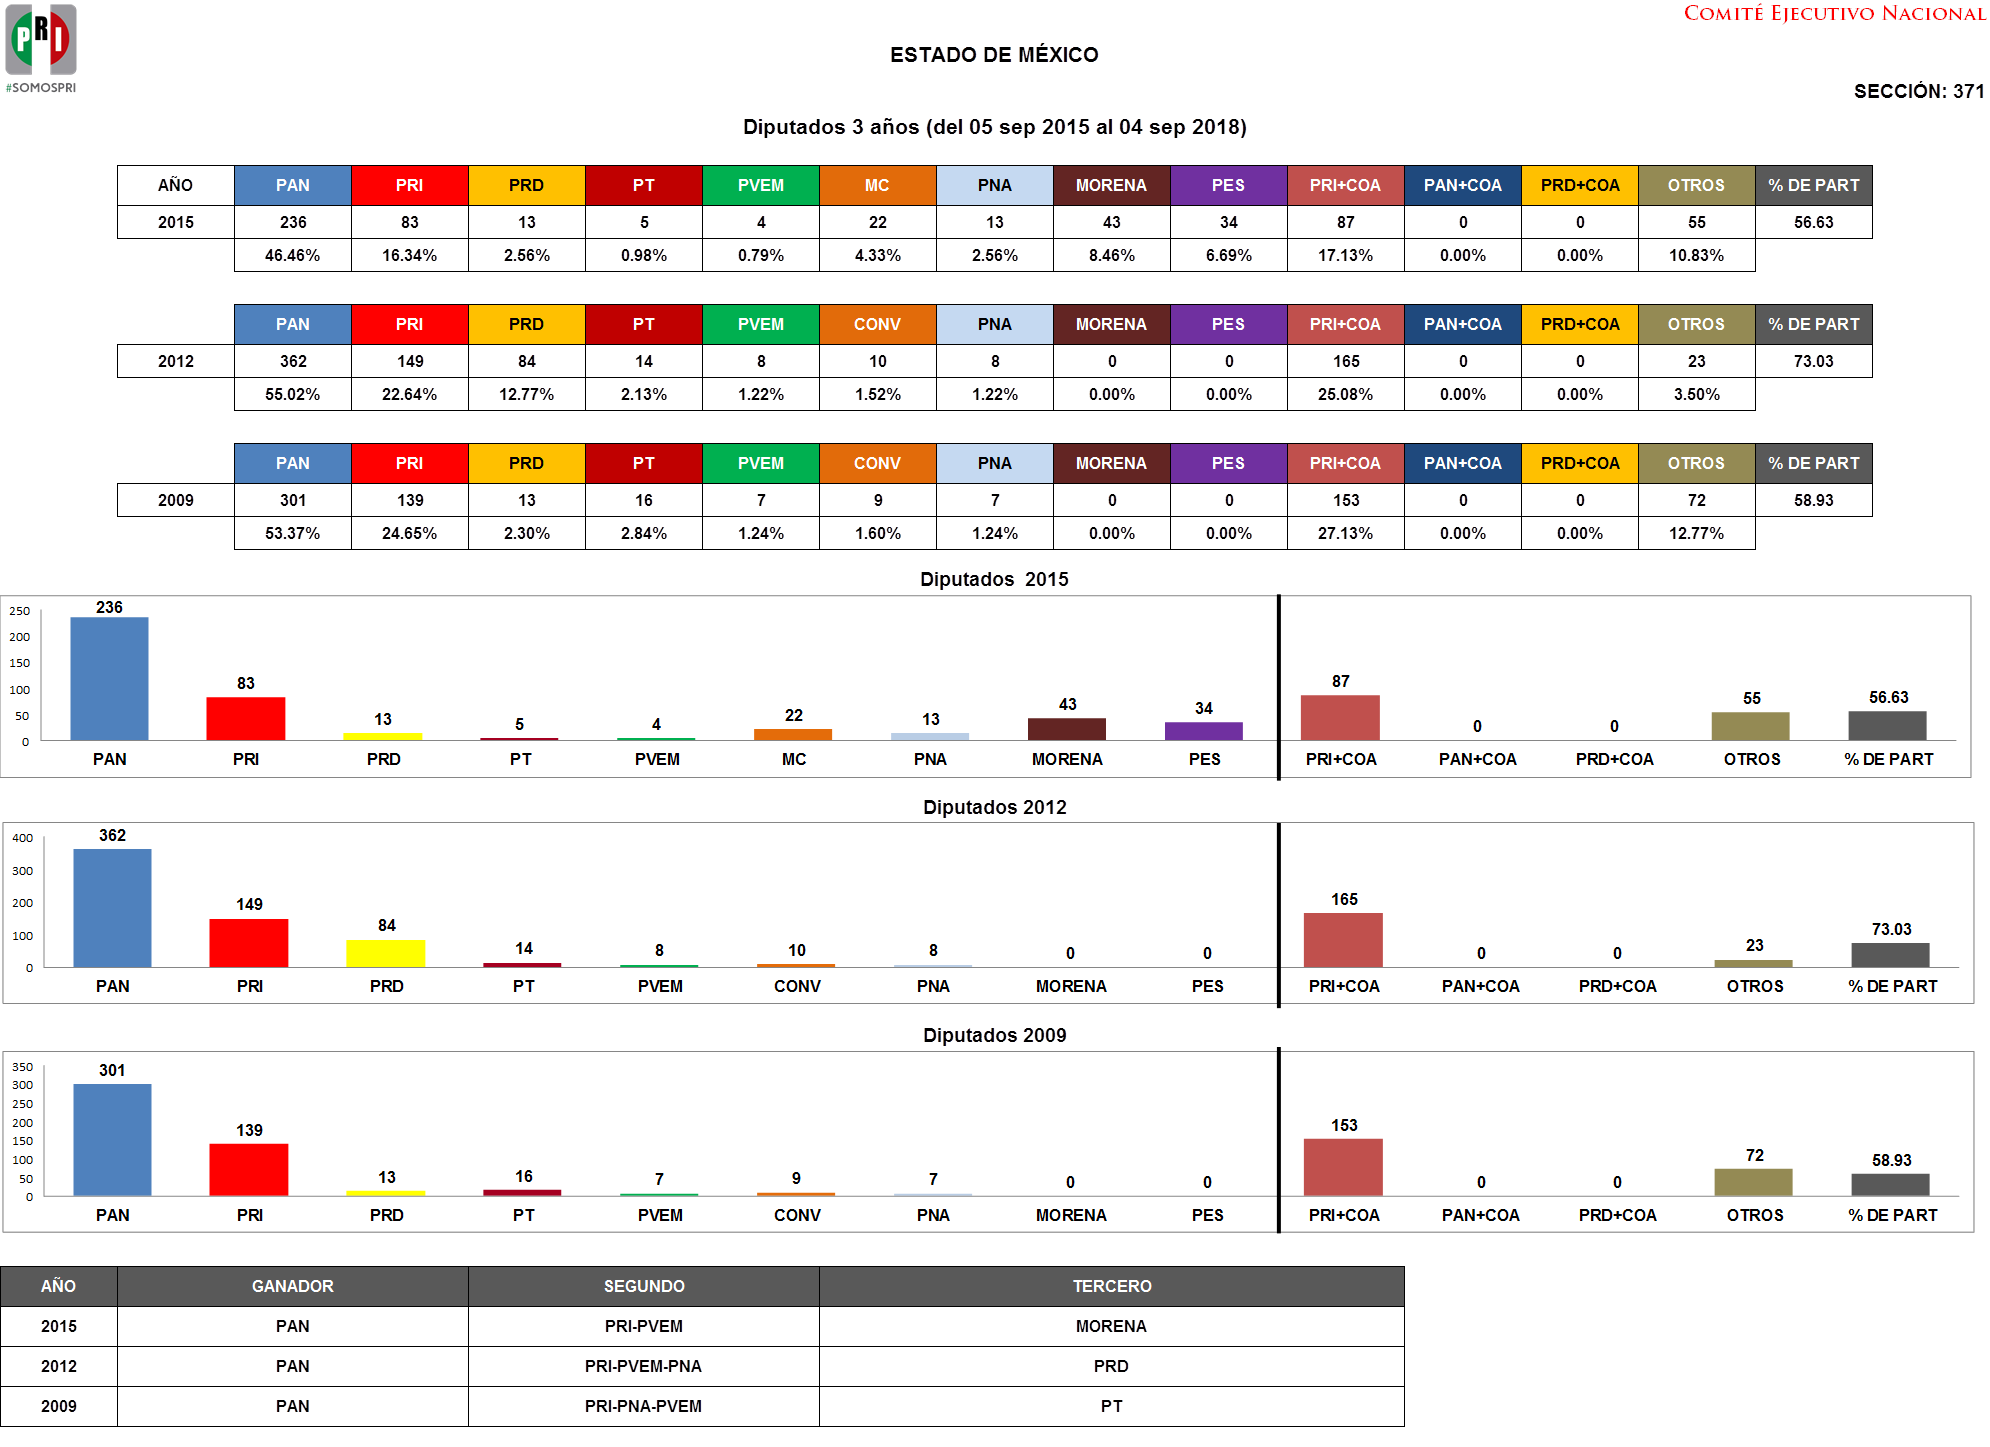 PRI
#SOMOSPRI
COMITÉ EJECUTIVO NACIONAL
ESTADO DE MÉXICO
SECCIÓN: 371
Diputados 3 años (del 05 sep 2015 al 04 sep 2018)
AÑO PAN PRI PRD PT PVEM MC PNA MORENA PES PRI+COA PAN+COA PRD+COA OTROS % DE PART
2015 236 83 13 5 4 22 13 43 34 87 0 0 55 56.63
46.46% 16.34% 2.56% 0.98% 0.79% 4.33% 2.56% 8.46% 6.69% 17.13% 0.00% 0.00% 10.83%
PAN PRI PRD PT PVEM CONV PNA MORENA PES PRI+COA PAN+COA PRD+COA OTROS % DE PART
2012 362 149 84 14 8 10 8 0 0 165 0 0 23 73.03
55.02% 22.64% 12.77% 2.13% 1.22% 1.52% 1.22% 0.00% 0.00% 25.08% 0.00% 0.00% 3.50%
PAN PRI PRD PT PVEM CONV PNA MORENA PES PRI+COA PAN+COA PRD+COA OTROS % DE PART
2009 301 139 13 16 7 9 7 0 0 153 0 0 72 58.93
53.37% 24.65% 2.30% 2.84% 1.24% 1.60% 1.24% 0.00% 0.00% 27.13% 0.00% 0.00% 12.77%
Diputados 2015
250
200
150
100
50
0
236 83 13 5 4 22 13 43 34 87 0 0 55 56.63
PAN PRI PRD PT PVEM MC PNA MORENA PES PRI+COA PAN+COA PRD+COA OTROS % DE PART
Diputados 2012
400
300
200
100
0
362 149 84 14 8 10 8 0 0 165 0 0 23 73.03
PAN PRI PRD PT PVEM CONV PNA MORENA PES PRI+COA PAN+COA PRD+COA OTROS % DE PART
Diputados 2009
350
300
250
200
150
100
50
0
301 139 13 16 7 9 7 0 0 153 0 0 72 58.93
PAN PRI PRD PT PVEM CONV PNA MORENA PES PRI+COA PAN+COA PRD+COA OTROS % DE PART
AÑO GANADOR SEGUNDO TERCERO
2015 PAN PRI-PVEM MORENA
2012 PAN PRI-PVEM-PNA PRD
2009 PAN PRI-PNA-PVEM PT